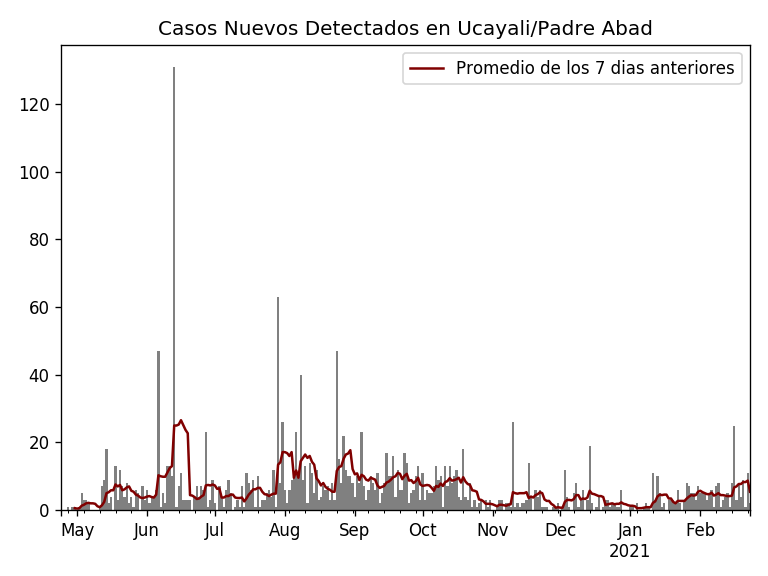 Casos Nuevos Detectados en Ucayali/Padre Abad
Promedio de los 7 dias anteriores
120
100
80
60
40
20
0
May Jun Jul Aug Sep Oct Nov Dec Jan Feb
2021